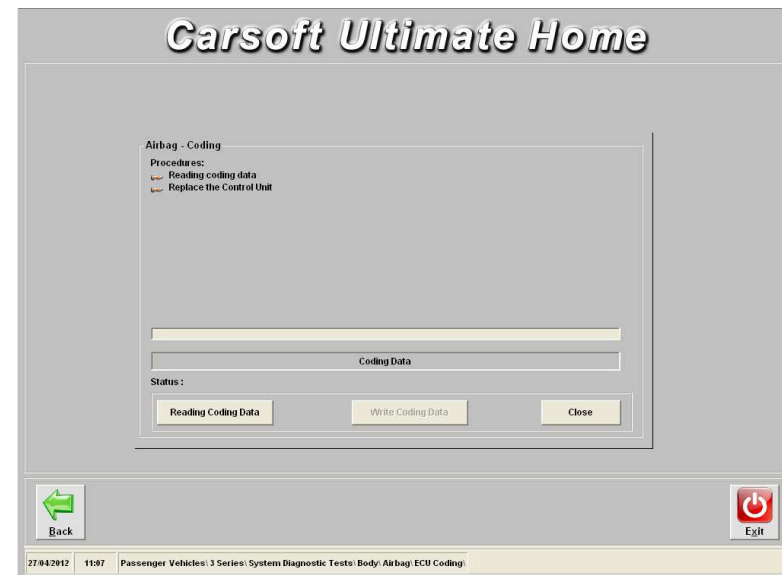 Carsoft Ultimate Home
Airbag - Coding
Procedures:
Reading coding data
Replace the Control Unit
Coding Data
Status :
Reading Coding Data Write Coding Data Close
Back Exit
27/04/2012 11:07 Passenger Vehicles\ 3 Series\ System Diagnostic Tests\ Body\ Airbag\ ECU Coding\